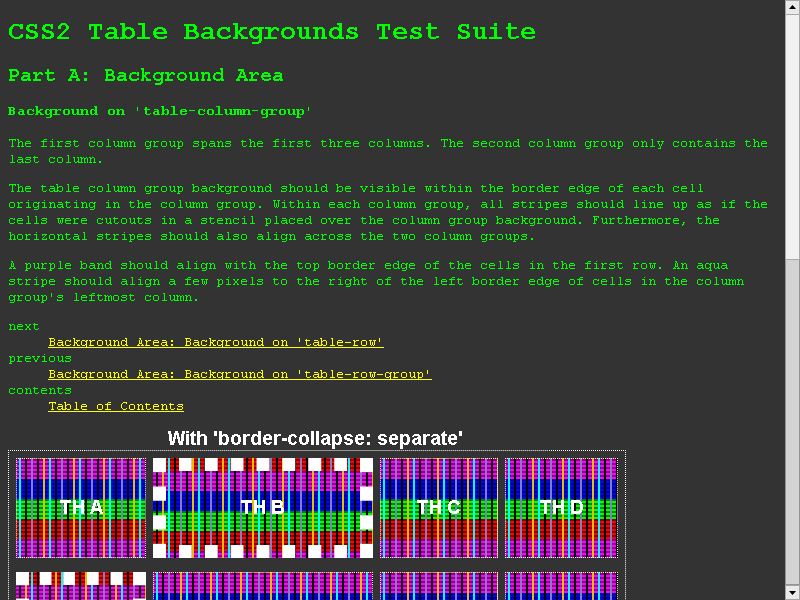 CSS2 Table Backgrounds Test Suite
Part A: Background Area
Background on 'table-column-group'
The first column group spans the first three columns. The second column group only contains the
last column.
The table column group background should be visible within the border edge of each cell
originating in the column group. Within each column group, all stripes should line up as if the
cells were cutouts in a stencil placed over the column group background. Furthermore, the
horizontal stripes should also align across the two column groups.
A purple band should align with the top border edge of the cells in the first row. An aqua
stripe should align a few pixels to the right of the left border edge of cells in the column
group's leftmost column.
next
Background Area: Background on 'table-row'
previous
Background Area: Background on 'table-row-group'
contents
Table of Contents
With 'border-collapse: separate'
TH A TH B TH C TH D